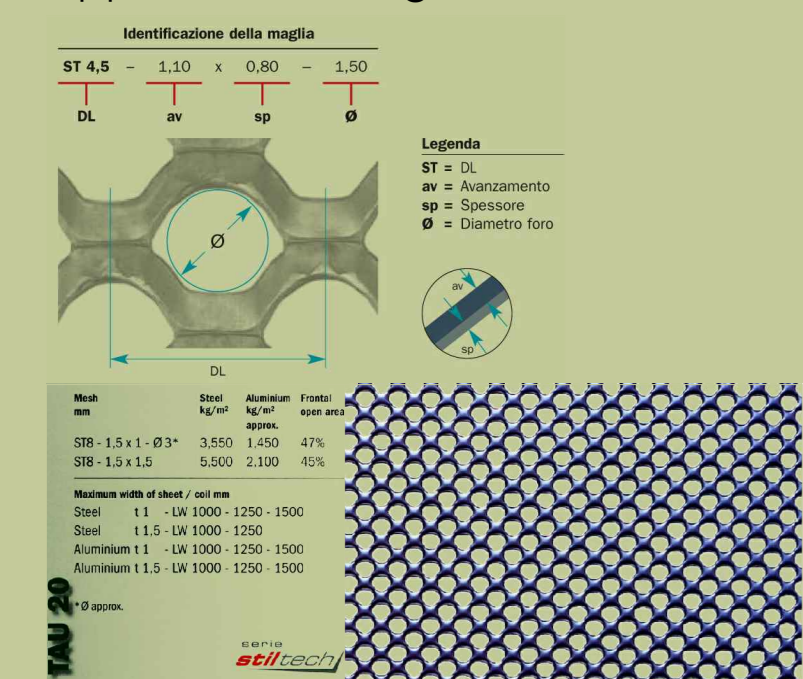 Identificazione della maglia
ST 4,5 – 1,10 x 0,80 – 1,50
DL av sp Ø
Ø
DL
Legenda
ST = DL
av = Avanzamento
sp = Spessore
Ø = Diametro foro
av
sp
Mesh Steel Aluminium Frontal
mm kg/m² kg/m² open area
approx.
ST8 - 1,5 x 1 - Ø 3* 3,550 1,450 47%
ST8 - 1,5 x 1,5 5,500 2,100 45%
Maximum width of sheet / coil mm
Steel t 1 - LW 1000 - 1250 - 1500
Steel t 1,5 - LW 1000 - 1250
Aluminium t 1 - LW 1000 - 1250 - 1500
Aluminium t 1,5 - LW 1000 - 1250 - 1500
* Ø approx.
TAU 20
serie
stiltech